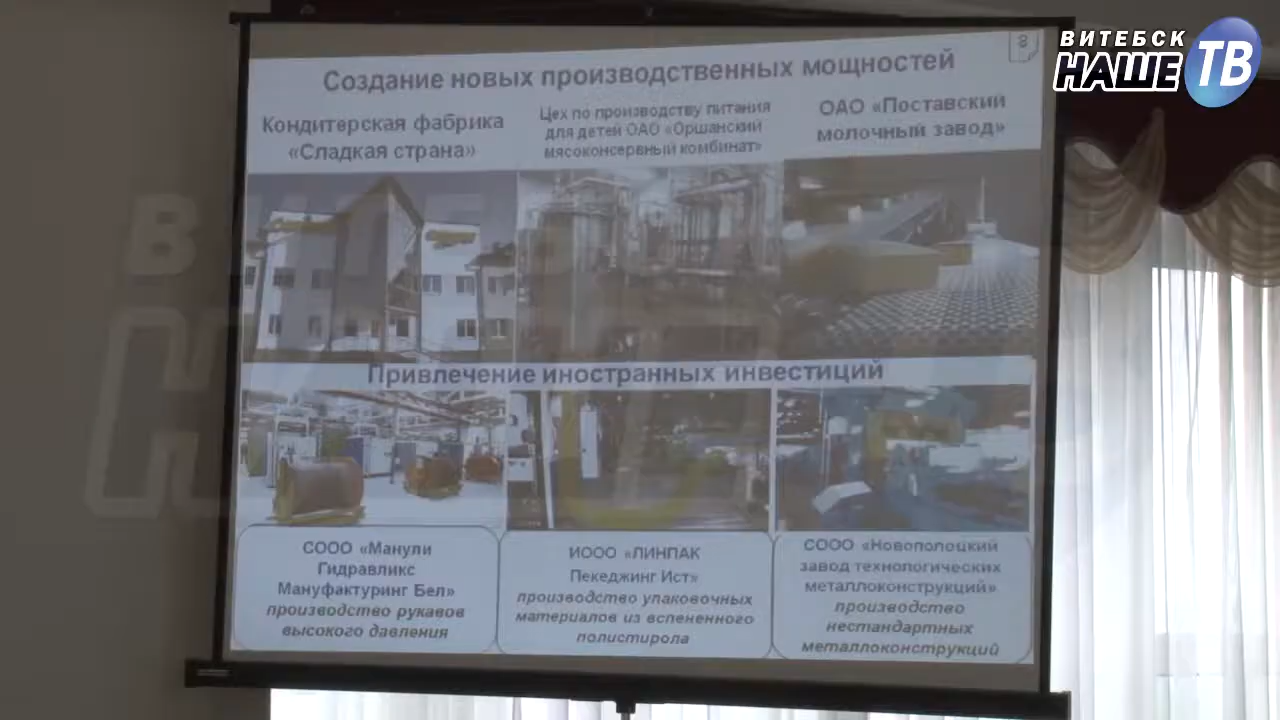 ВИТЕБСК
НАШЕ ТВ
8
Создание новых производственных мощностей
Кондитерская фабрика
«Сладкая страна»
Цех по производству питания
для детей ОАО «Оршанский
мясоконсервный комбинат»
ОАО «Поставский
молочный завод»
Привлечение иностранных инвестиций
СООО «Манули
Гидравликс
Мануфактуринг Бел»
производство рукавов
высокого давления
ИООО «ЛИНПАК
Пекеджинг Ист»
производство упаковочных
материалов из вспененного
полистирола
СООО «Новополоцкий
завод технологических
металлоконструкций»
производство
нестандартных
металлоконструкций